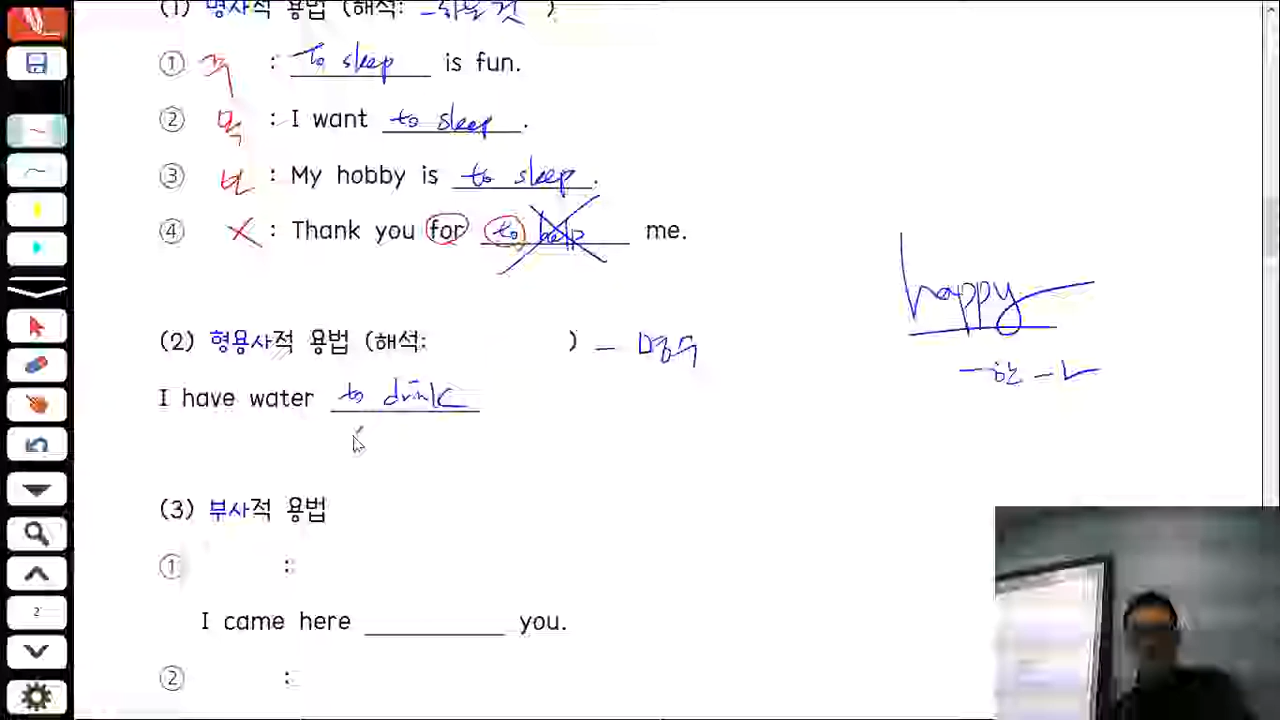 (1) 명사적 용법 (해석: –하는 것 )
① 주 : to sleep is fun.
② 목 : I want to sleep.
③ 보 : My hobby is to sleep.
④ X : Thank you for to help me.
happy
(2) 형용사적 용법 (해석: ) – 명수
–한 –ㄴ
I have water to drink
(3) 부사적 용법
① :
I came here ________ you.
② :
2